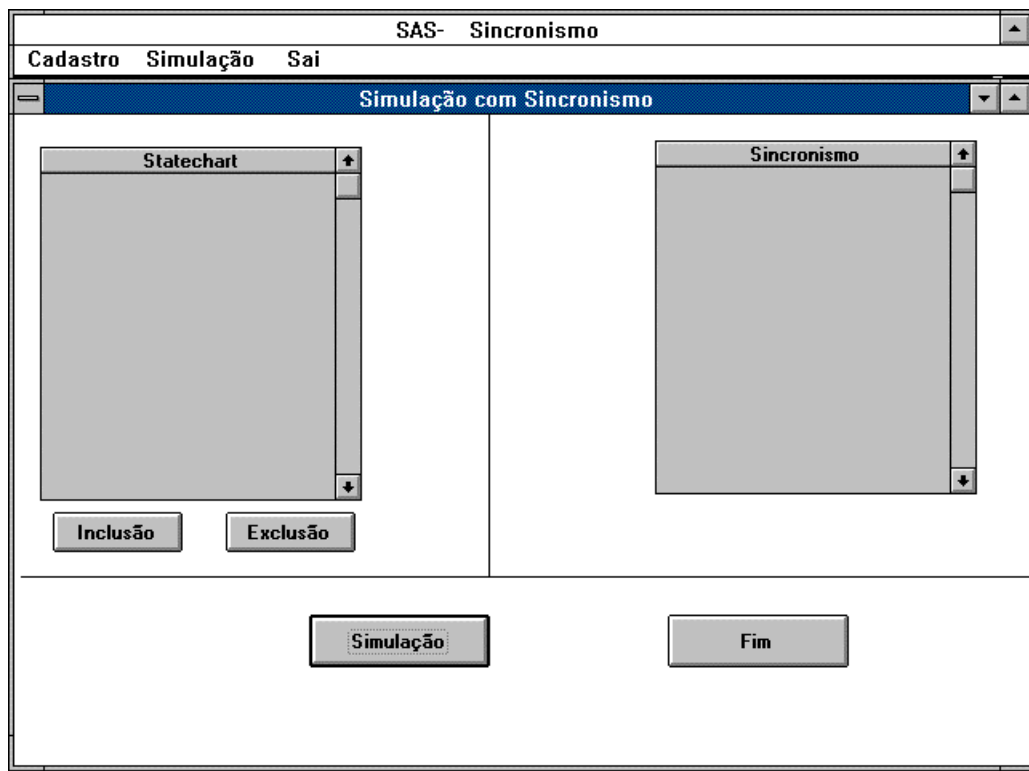 SAS- Sincronismo
Cadastro Simulação Sai
Simulação com Sincronismo
Statechart
Sincronismo
Inclusão Exclusão
Simulação Fim